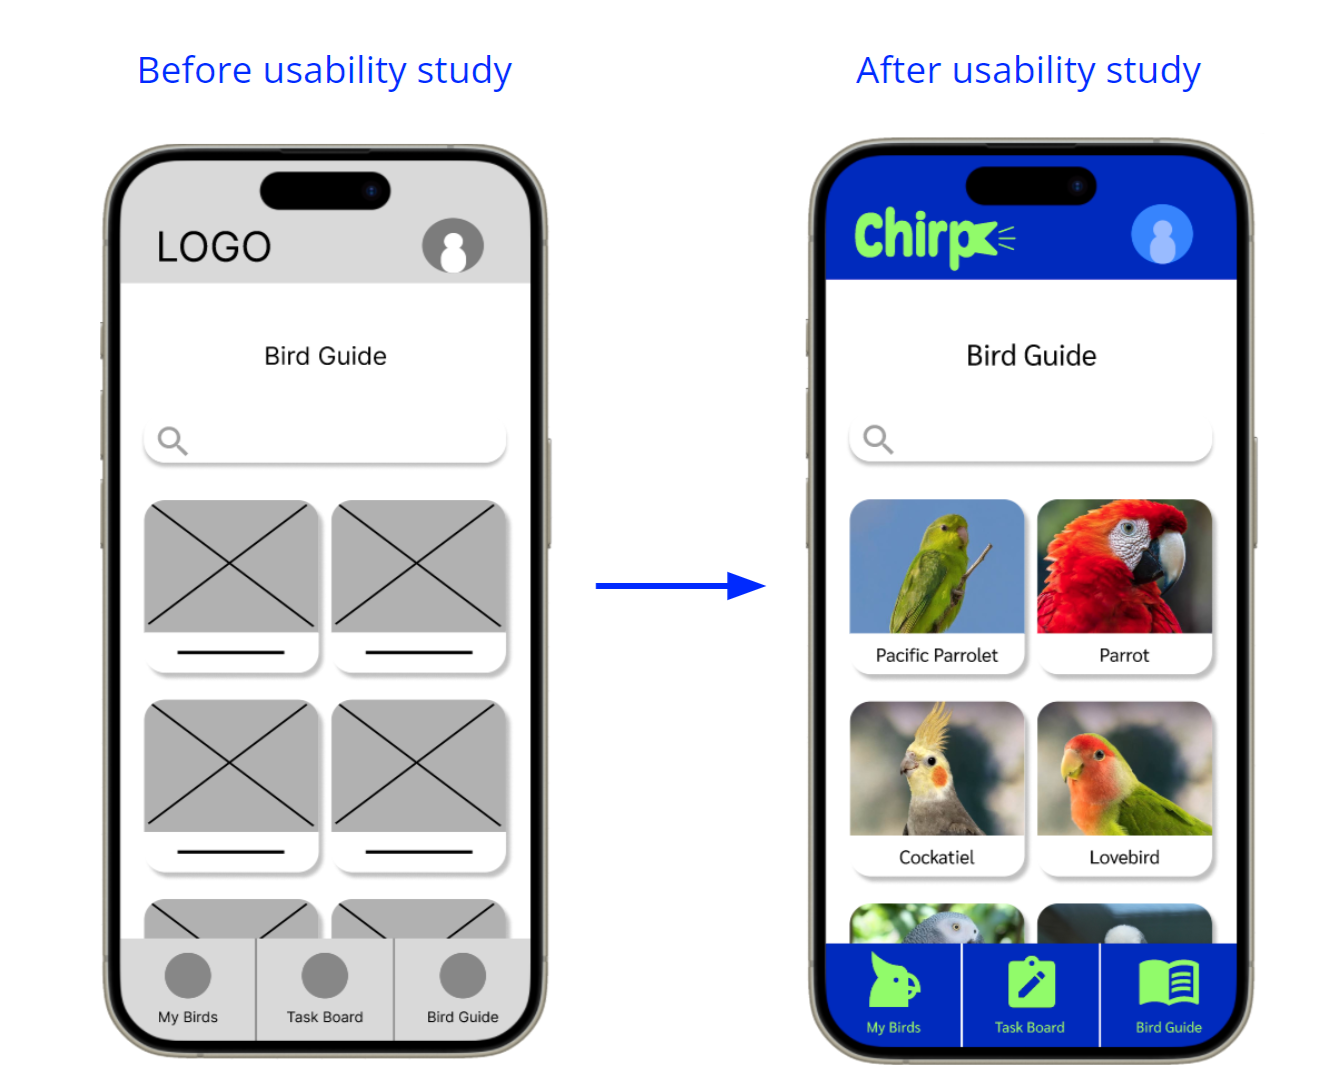 Before usability study
After usability study
LOGO
Bird Guide
My Birds
Task Board
Bird Guide
Chirp
Bird Guide
Pacific Parrolet
Parrot
Cockatiel
Lovebird
My Birds
Task Board
Bird Guide